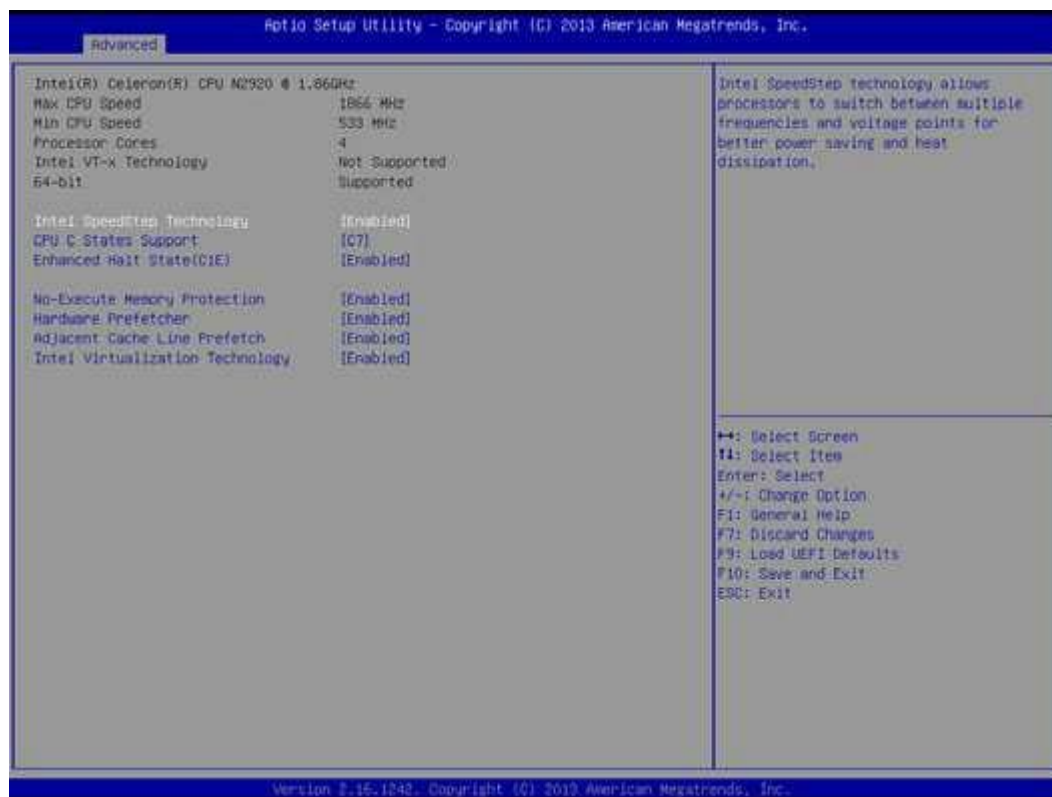 Aptio Setup Utility - Copyright (C) 2013 American Megatrends, Inc.
Advanced
Intel(R) Celeron(R) CPU N2920 @ 1.86GHz
Max CPU Speed 1866 MHz
Min CPU Speed 533 MHz
Processor Cores 4
Intel VT-x Technology Not Supported
64-bit Supported
Intel SpeedStep Technology [Enabled]
CPU C States Support [C7]
Enhanced Halt State(C1E) [Enabled]
No-Execute Memory Protection [Enabled]
Hardware Prefetcher [Enabled]
Adjacent Cache Line Prefetch [Enabled]
Intel Virtualization Technology [Enabled]
Intel SpeedStep technology allows
processors to switch between multiple
frequencies and voltage points for
better power saving and heat
dissipation.
↔: Select Screen
↑↓: Select Item
Enter: Select
+/-: Change Option
F1: General Help
F7: Discard Changes
F9: Load UEFI Defaults
F10: Save and Exit
ESC: Exit
Version 2.16.1242. Copyright (C) 2013 American Megatrends, Inc.